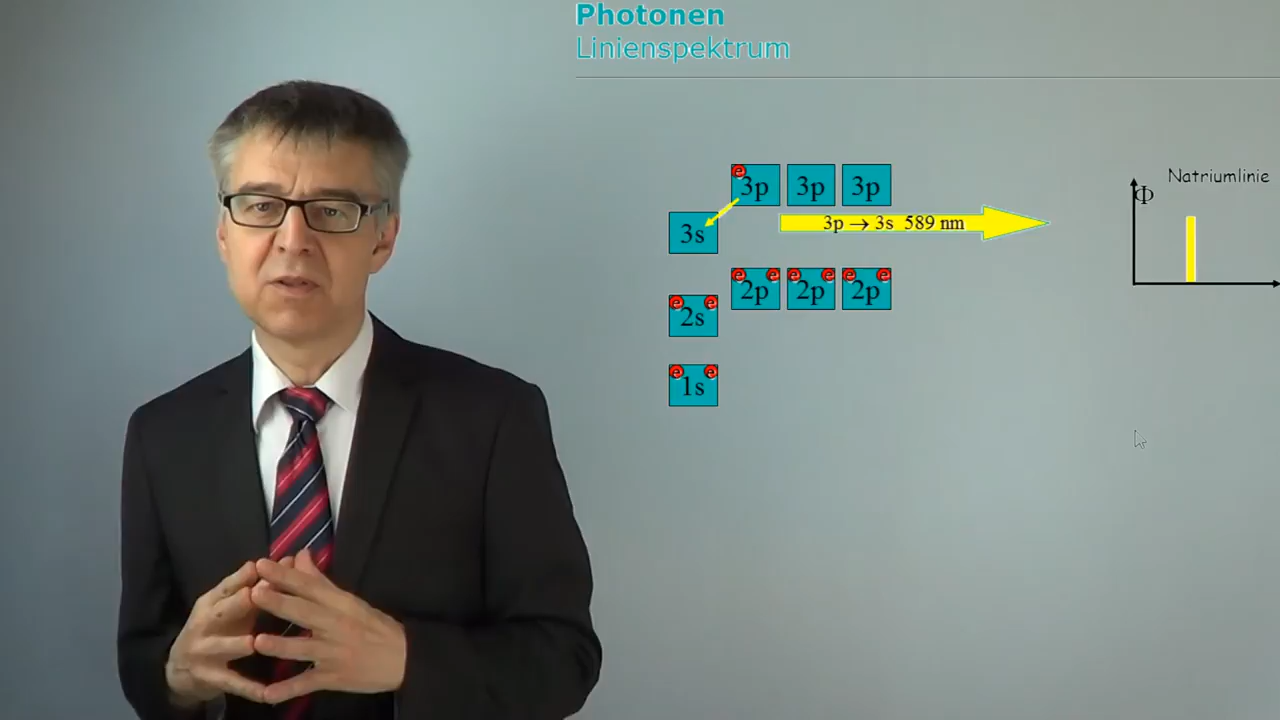 Photonen
Linienspektrum
3p 3p 3p
Natriumlinie
Φ
3s
3p → 3s 589 nm
2p 2p 2p
2s
1s